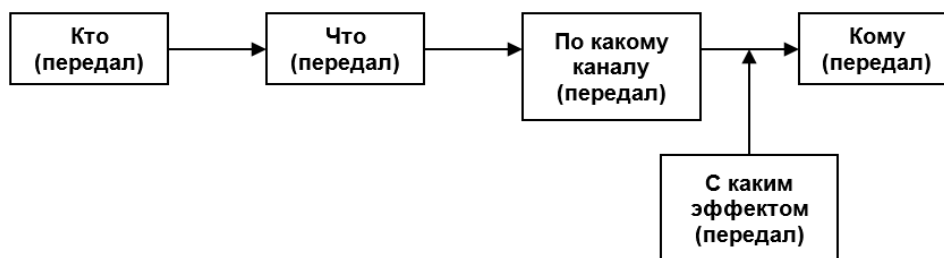 Кто
(передал)
Что
(передал)
По какому
каналу
(передал)
Кому
(передал)
С каким
эффектом
(передал)